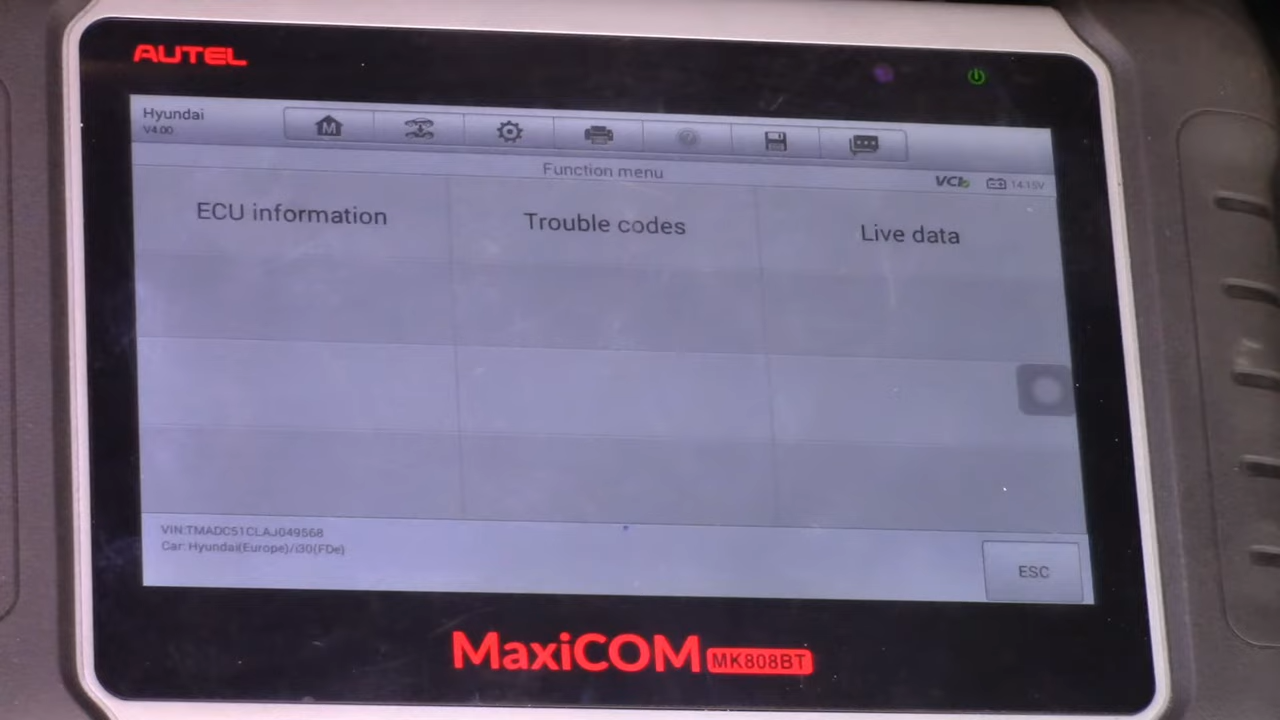 AUTEL
Hyundai
V4.00
M
Function menu
VCI
14.15V
ECU information
Trouble codes
Live data
VIN:TMADC51CLAJ049568
Car: Hyundai(Europe)/i30(FDe)
ESC
MaxiCOM MK808BT